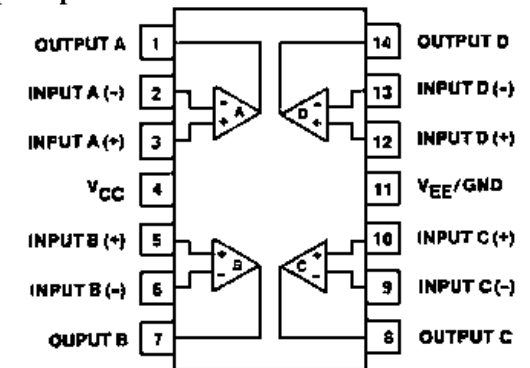 OUTPUT A 1 14 OUTPUT D
INPUT A (-) 2 - - 13 INPUT D (-)
A D
INPUT A (+) 3 + + 12 INPUT D (+)
VCC 4 11 VEE/GND
INPUT B (+) 5 + + 10 INPUT C (+)
B C
INPUT B (-) 6 - - 9 INPUT C (-)
OUPUT B 7 8 OUTPUT C